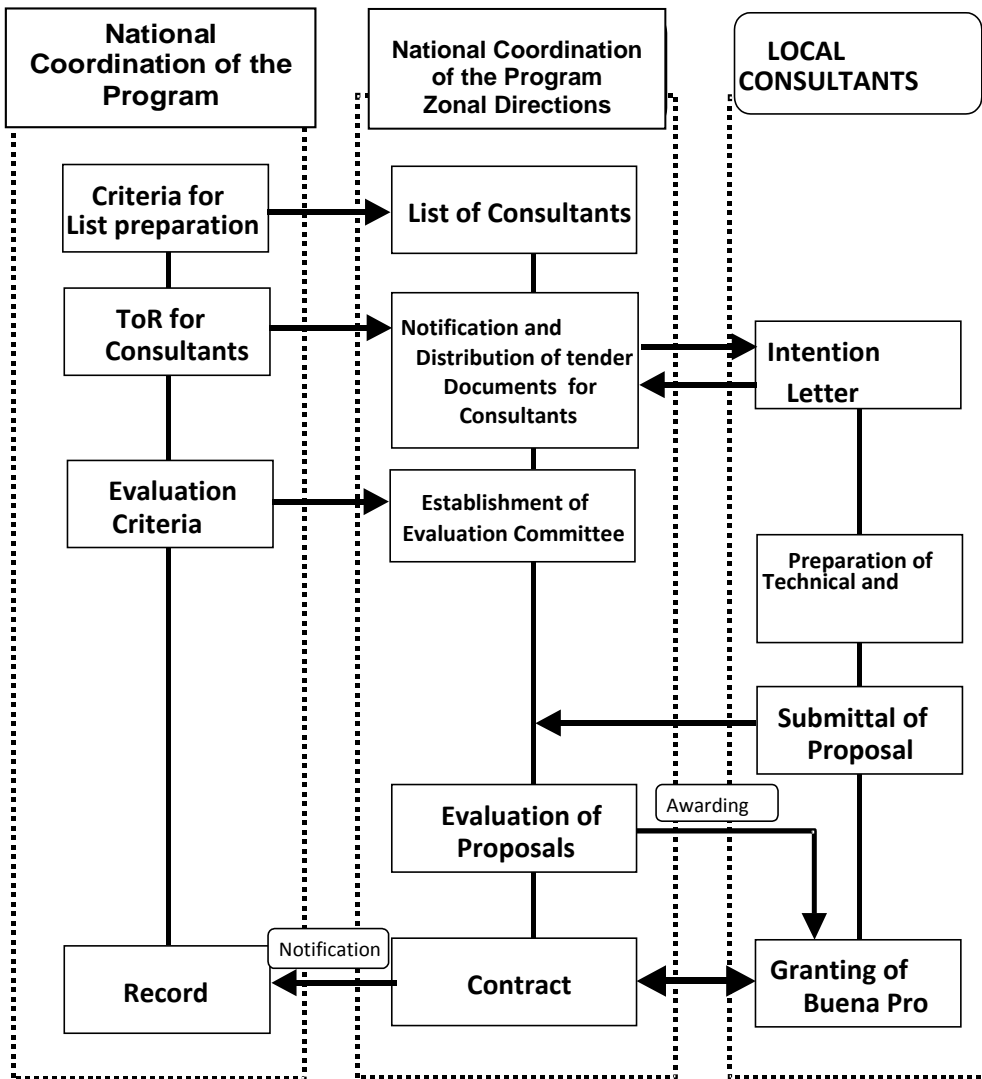 National
Coordination of the
Program
National Coordination
of the Program
Zonal Directions
LOCAL
CONSULTANTS
Criteria for
List preparation
List of Consultants
ToR for
Consultants
Notification and
Distribution of tender
Documents for
Consultants
Intention
Letter
Evaluation
Criteria
Establishment of
Evaluation Committee
Preparation of
Technical and
Submittal of
Proposal
Evaluation of
Proposals
Awarding
Notification
Record
Contract
Granting of
Buena Pro